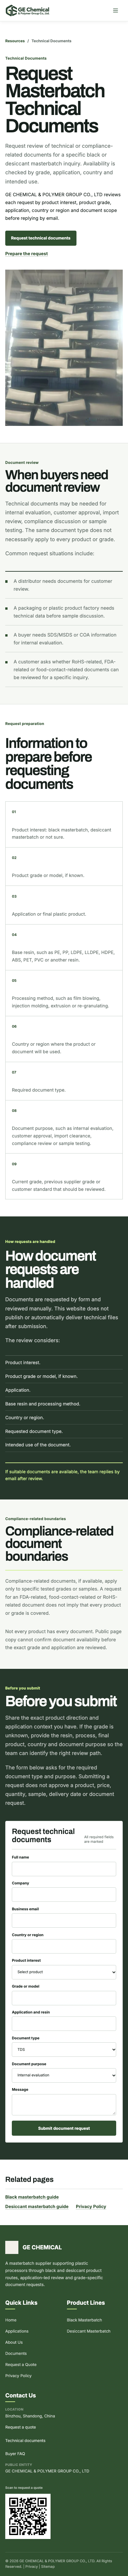 GE Chemical
Resources / Technical Documents
Technical Documents
Request
Masterbatch
Technical
Documents
Request review of technical or compliance-
related documents for black or desiccant
masterbatch inquiry. Availability is assessed
by grade, application, country and
intended use.
GE CHEMICAL & POLYMER GROUP CO., LTD reviews
each request by product interest, product grade,
application, country or region and document scope
before replying by email.
Request technical documents
Prepare the request
Document review
When buyers need
document review
Technical documents may be needed for
internal evaluation, customer approval, import
review, compliance discussion or sample
testing. The same document type does not
necessarily apply to every product or grade.
Common request situations include:
A distributor needs documents for customer
review.
A packaging or plastic product factory needs
technical data before sample discussion.
A buyer needs SDS/MSDS or COA information
for internal evaluation.
A customer asks whether RoHS-related, FDA-
related or food-contact-related documents can
be reviewed for a specific inquiry.
Request preparation
Information to
prepare before
requesting
documents
01
Product interest: black masterbatch, desiccant
masterbatch or not sure.
02
Product grade or model, if known.
03
Application or final plastic product.
04
Base resin, such as PE, PP, LDPE, LLDPE, HDPE,
ABS, PET, PVC or another resin.
05
Processing method, such as film blowing,
injection molding, extrusion or re-granulating.
06
Country or region where the product or
document will be used.
07
Required document type.
08
Document purpose, such as internal evaluation,
customer approval, import clearance,
compliance review or sample testing.
09
Current grade, previous supplier grade or
customer standard that should be reviewed.
How requests are handled
How document
requests are
handled
Documents are requested by form and
reviewed manually. This website does not
publish or automatically deliver technical files
after submission.
The review considers:
Product interest.
Product grade or model, if known.
Application.
Base resin and processing method.
Country or region.
Requested document type.
Intended use of the document.
If suitable documents are available, the team replies by
email after review.
Compliance-related boundaries
Compliance-related
document
boundaries
Compliance-related documents, if available, apply
only to specific tested grades or samples. A request
for an FDA-related, food-contact-related or RoHS-
related document does not imply that every product
or grade is covered.
Not every product has every document. Public page
copy cannot confirm document availability without
the exact grade and application being reviewed.
Before you submit
Before you submit
Share the exact product direction and
application context you have. If the grade is
unknown, provide the resin, process, final
product, country and document purpose so the
team can identify the right review path.
The form below asks for the required
document type and purpose. Submitting a
request does not approve a product, price,
quantity, sample, delivery date or document
request.
Request technical
documents
All required fields
are marked
Full name
Company
Business email
Country or region
Product interest
Select product
Grade or model
Application and resin
Document type
TDS
Document purpose
Internal evaluation
Message
Submit document request
Related pages
Black masterbatch guide
Desiccant masterbatch guide Privacy Policy
GE CHEMICAL
A masterbatch supplier supporting plastic
processors through black and desiccant product
routes, application-led review and grade-specific
document requests.
Quick Links Product Lines
Home Black Masterbatch
Applications Desiccant Masterbatch
About Us
Documents
Request a Quote
Privacy Policy
Contact Us
LOCATION
Binzhou, Shandong, China
Request a quote
Technical documents
Buyer FAQ
PUBLIC ENTITY
GE CHEMICAL & POLYMER GROUP CO., LTD
Scan to request a quote
© 2026 GE CHEMICAL & POLYMER GROUP CO., LTD. All Rights
Reserved. | Privacy | Sitemap